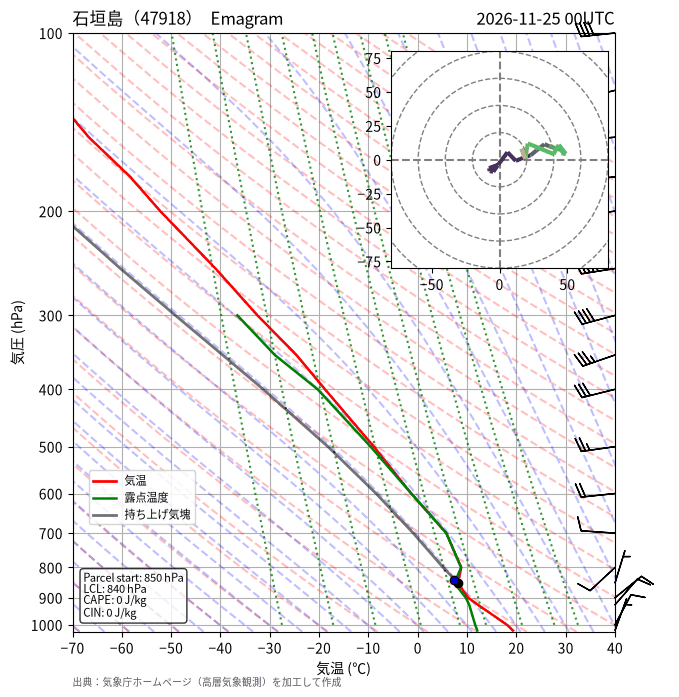 石垣島（47918） Emagram
2026-11-25 00UTC
100
200
300
400
500
600
700
800
900
1000
気圧 (hPa)
75
50
25
0
−25
−50
−75
−50
0
50
気温
露点温度
持ち上げ気塊
Parcel start: 850 hPa
LCL: 840 hPa
CAPE: 0 J/kg
CIN: 0 J/kg
−70
−60
−50
−40
−30
−20
−10
0
10
20
30
40
気温 (℃)
出典：気象庁ホームページ（高層気象観測）を加工して作成